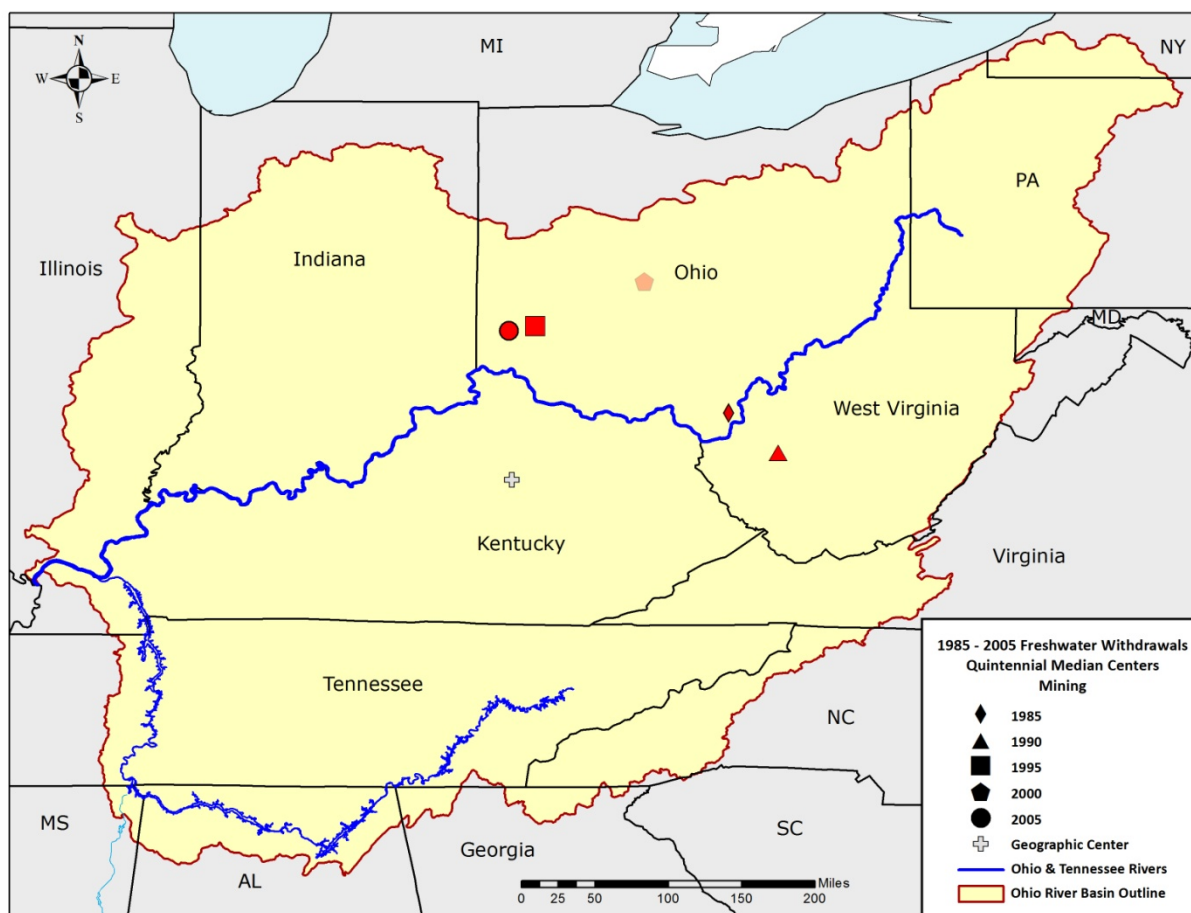 MI
NY
N
W E
S
PA
Illinois
Indiana
Ohio
MD
West Virginia
Kentucky
Virginia
Tennessee
NC
MS
AL
Georgia
SC
1985 - 2005 Freshwater Withdrawals
Quintennial Median Centers
Mining
1985
1990
1995
2000
2005
Geographic Center
Ohio & Tennessee Rivers
Ohio River Basin Outline
Miles
0 25 50 100 150 200